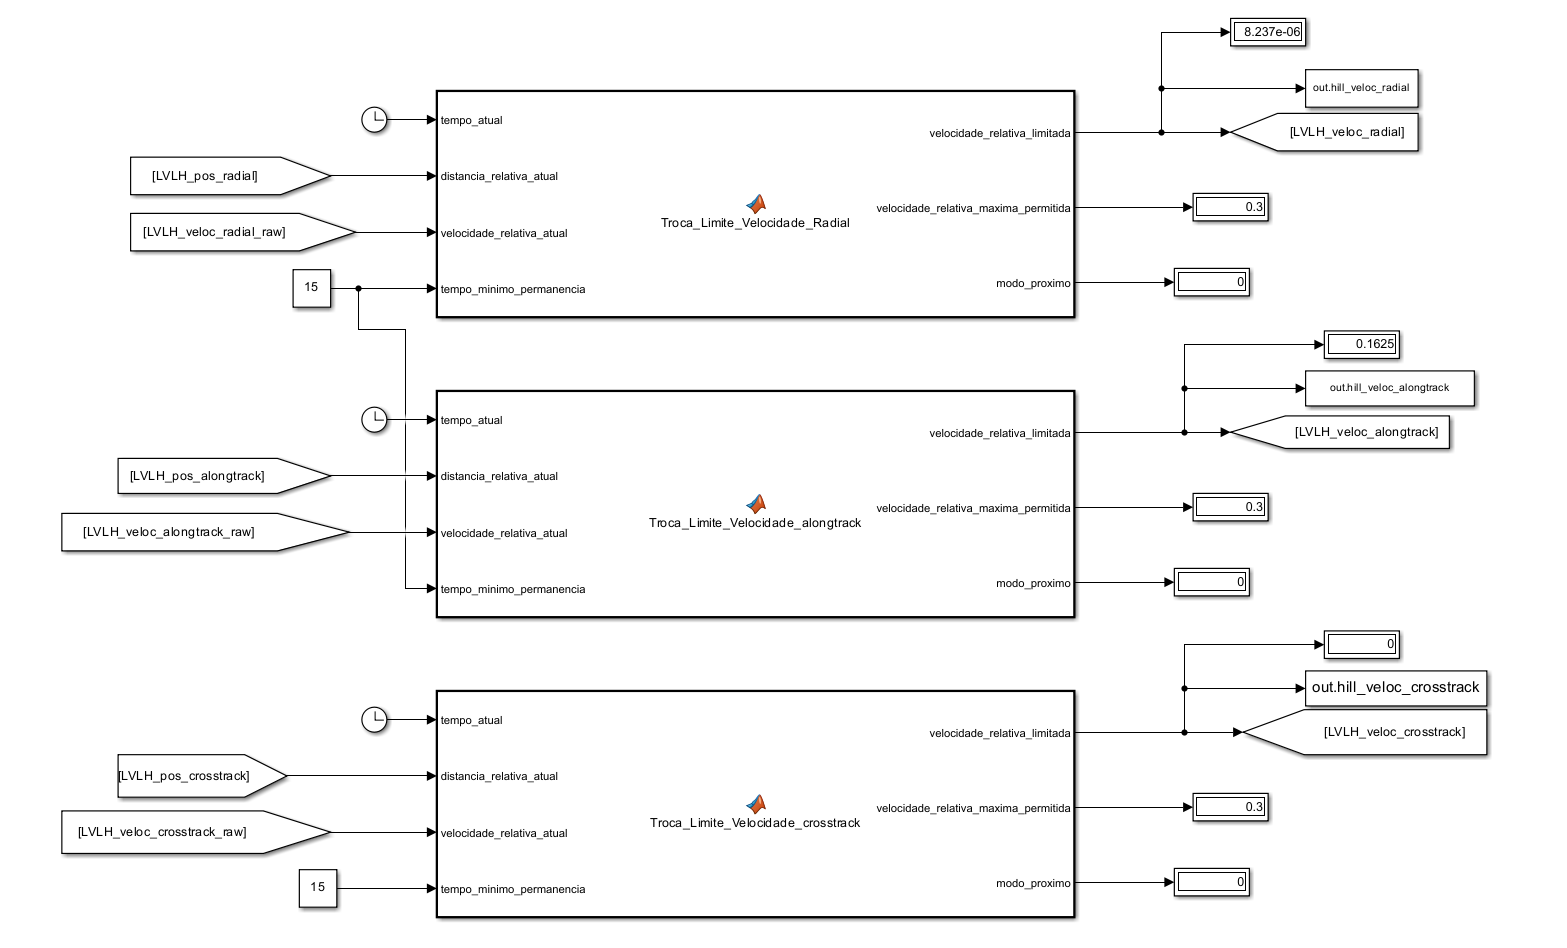 8.237e-06
tempo_atual
out.hill_veloc_radial
velocidade_relativa_limitada
[LVLH_veloc_radial]
[LVLH_pos_radial]
distancia_relativa_atual
Troca_Limite_Velocidade_Radial
velocidade_relativa_maxima_permitida
0.3
[LVLH_veloc_radial_raw]
velocidade_relativa_atual
15
tempo_minimo_permanencia
modo_proximo
0
0.1625
tempo_atual
out.hill_veloc_alongtrack
velocidade_relativa_limitada
[LVLH_veloc_alongtrack]
[LVLH_pos_alongtrack]
distancia_relativa_atual
Troca_Limite_Velocidade_alongtrack
velocidade_relativa_maxima_permitida
0.3
[LVLH_veloc_alongtrack_raw]
velocidade_relativa_atual
tempo_minimo_permanencia
modo_proximo
0
0
tempo_atual
out.hill_veloc_crosstrack
velocidade_relativa_limitada
[LVLH_veloc_crosstrack]
[LVLH_pos_crosstrack]
distancia_relativa_atual
Troca_Limite_Velocidade_crosstrack
velocidade_relativa_maxima_permitida
0.3
[LVLH_veloc_crosstrack_raw]
velocidade_relativa_atual
15
tempo_minimo_permanencia
modo_proximo
0